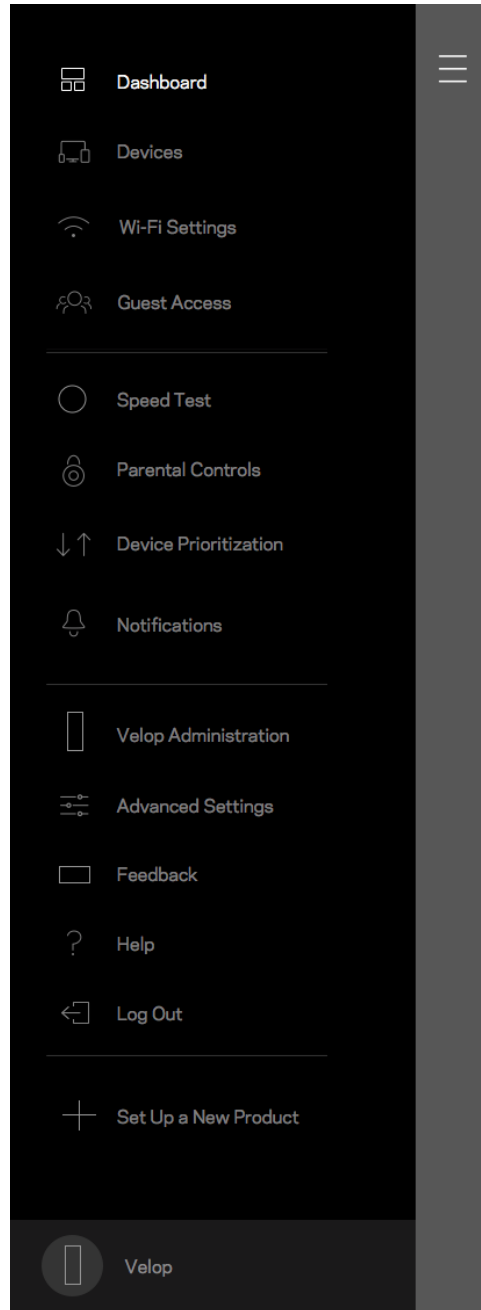 Dashboard
Devices
Wi-Fi Settings
Guest Access
Speed Test
Parental Controls
Device Prioritization
Notifications
Velop Administration
Advanced Settings
Feedback
Help
Log Out
Set Up a New Product
Velop